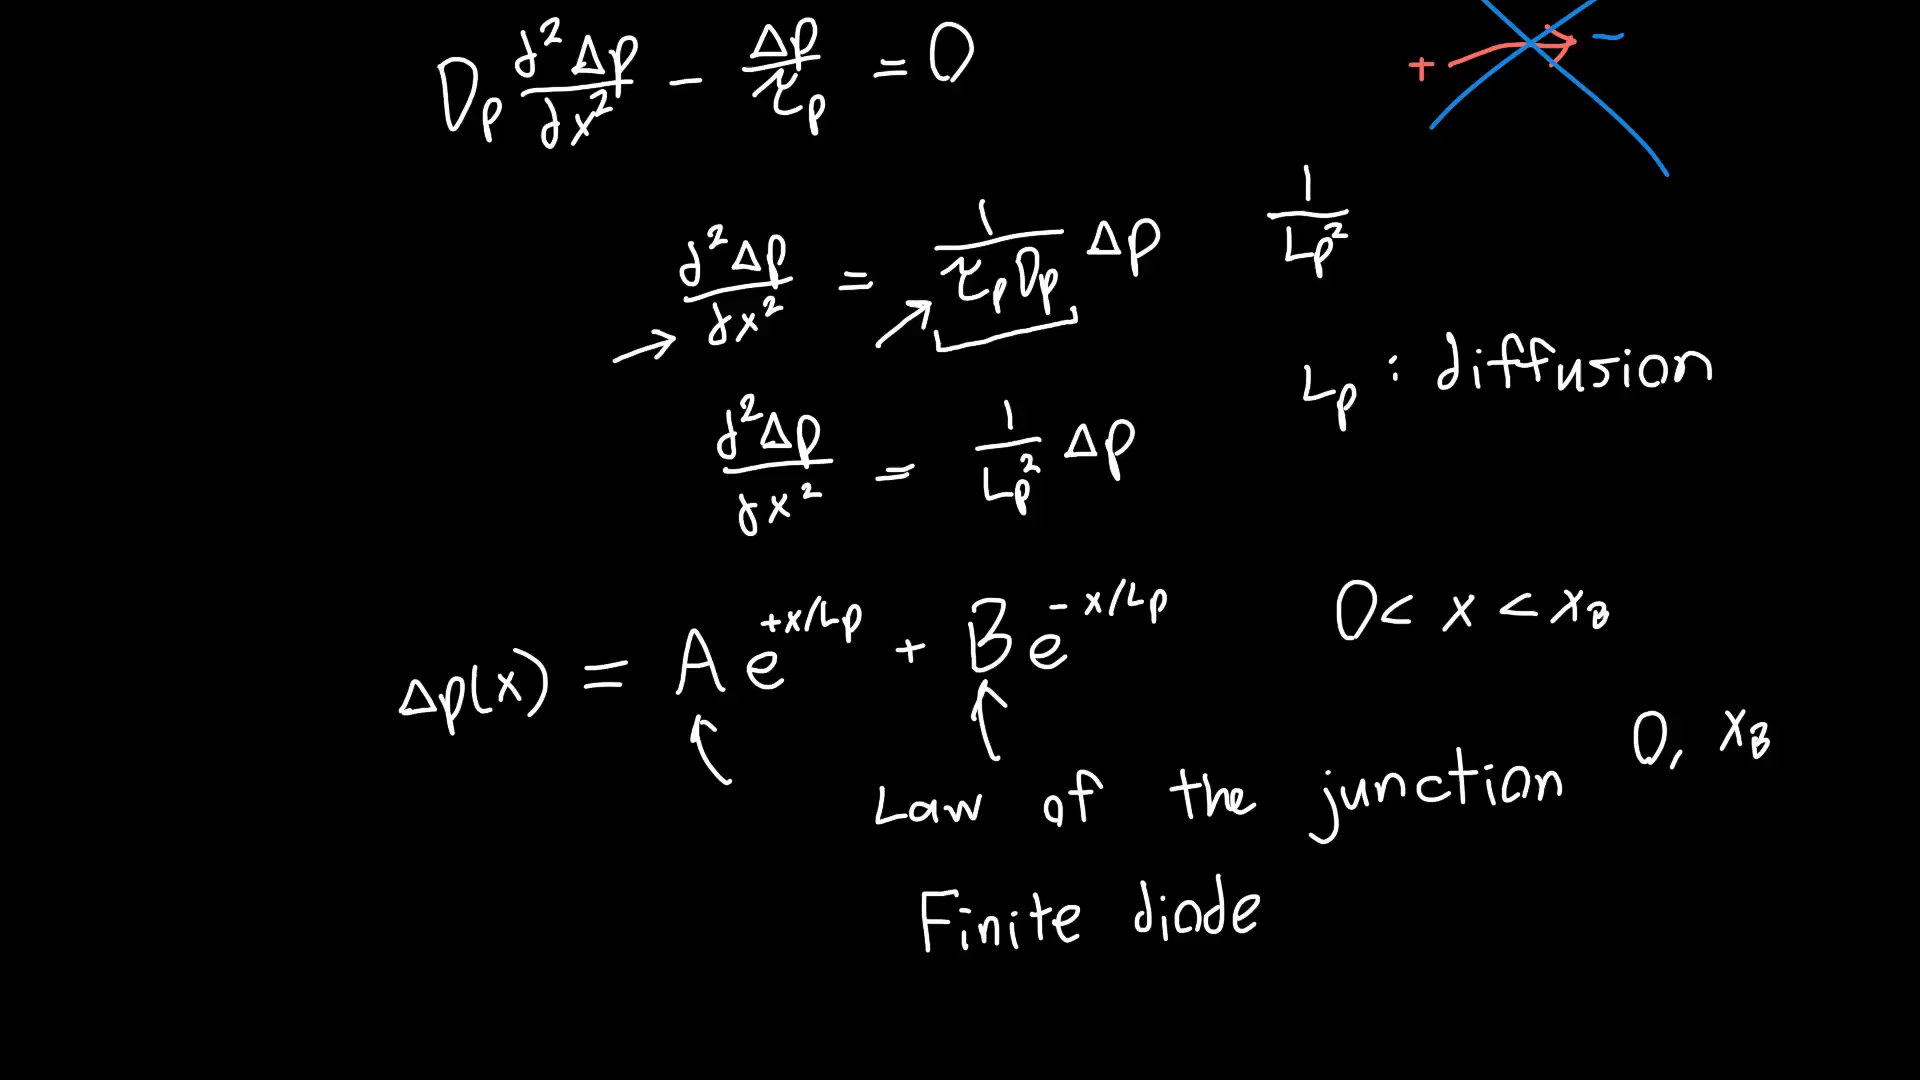 D_p d²Δp/dx² - Δp/τ_p = 0
+ -
d²Δp/dx² = 1/(τ_p D_p) Δp 1/L_p²
L_p : diffusion
d²Δp/dx² = 1/L_p² Δp
Δp(x) = A e^(+x/L_p) + B e^(-x/L_p) 0 < x < x_B
Law of the junction 0, x_B
Finite diode